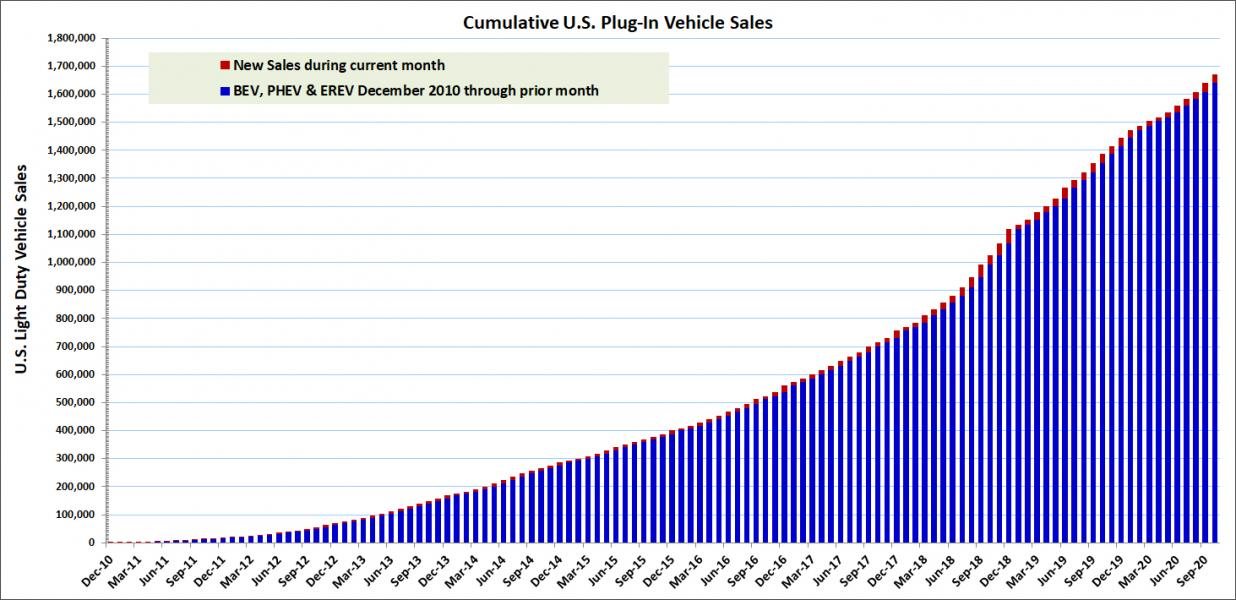 Cumulative U.S. Plug-In Vehicle Sales
U.S. Light Duty Vehicle Sales
1,800,000
1,700,000
1,600,000
1,500,000
1,400,000
1,300,000
1,200,000
1,100,000
1,000,000
900,000
800,000
700,000
600,000
500,000
400,000
300,000
200,000
100,000
0
New Sales during current month
BEV, PHEV & EREV December 2010 through prior month
Dec-10
Mar-11
Jun-11
Sep-11
Dec-11
Mar-12
Jun-12
Sep-12
Dec-12
Mar-13
Jun-13
Sep-13
Dec-13
Mar-14
Jun-14
Sep-14
Dec-14
Mar-15
Jun-15
Sep-15
Dec-15
Mar-16
Jun-16
Sep-16
Dec-16
Mar-17
Jun-17
Sep-17
Dec-17
Mar-18
Jun-18
Sep-18
Dec-18
Mar-19
Jun-19
Sep-19
Dec-19
Mar-20
Jun-20
Sep-20